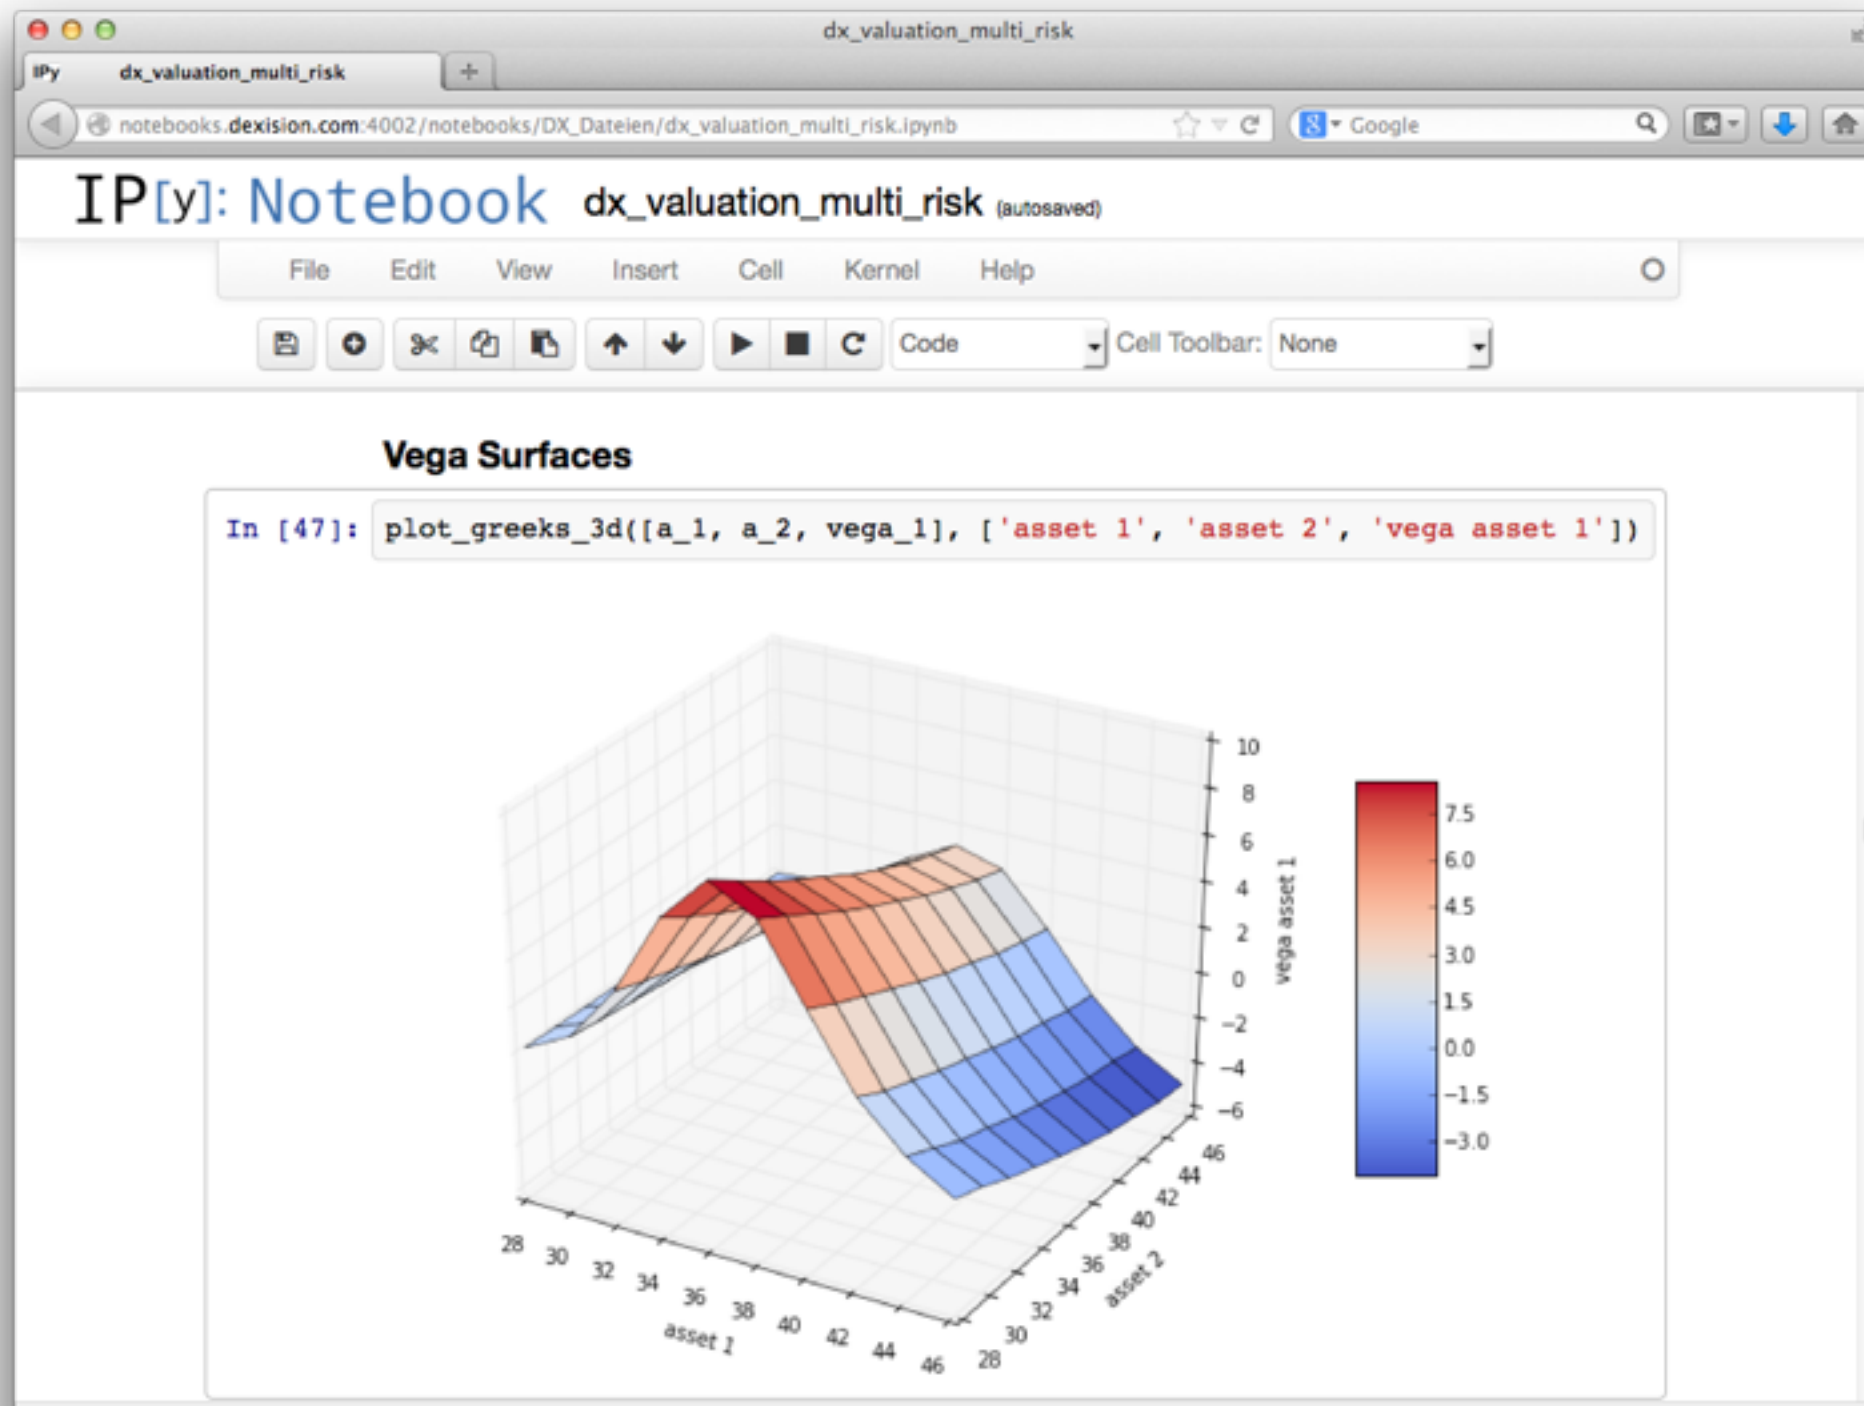 dx_valuation_multi_risk
IPy dx_valuation_multi_risk +
notebooks.dexision.com:4002/notebooks/DX_Dateien/dx_valuation_multi_risk.ipynb 8 Google
IP[y]: Notebook dx_valuation_multi_risk (autosaved)
File Edit View Insert Cell Kernel Help
Code Cell Toolbar: None
Vega Surfaces
In [47]: plot_greeks_3d([a_1, a_2, vega_1], ['asset 1', 'asset 2', 'vega asset 1'])
10
8
6
4
2
0
−2
−4
−6
vega asset 1
7.5
6.0
4.5
3.0
1.5
0.0
−1.5
−3.0
28 30 32 34 36 38 40 42 44 46
asset 1
28 30 32 34 36 38 40 42 44 46
asset 2